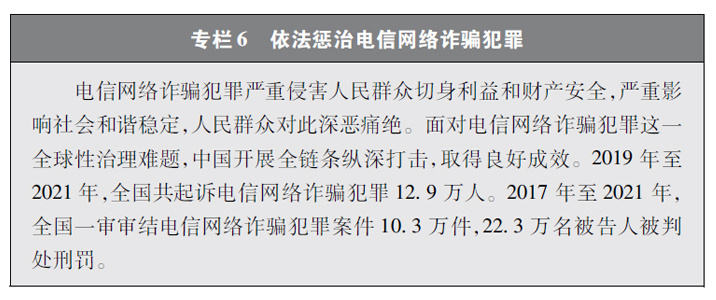 专栏6 依法惩治电信网络诈骗犯罪
电信网络诈骗犯罪严重侵害人民群众切身利益和财产安全,严重影
响社会和谐稳定,人民群众对此深恶痛绝。面对电信网络诈骗犯罪这一
全球性治理难题,中国开展全链条纵深打击,取得良好成效。2019 年至
2021 年,全国共起诉电信网络诈骗犯罪 12.9 万人。2017 年至 2021 年,
全国一审审结电信网络诈骗犯罪案件 10.3 万件,22.3 万名被告人被判
处刑罚。